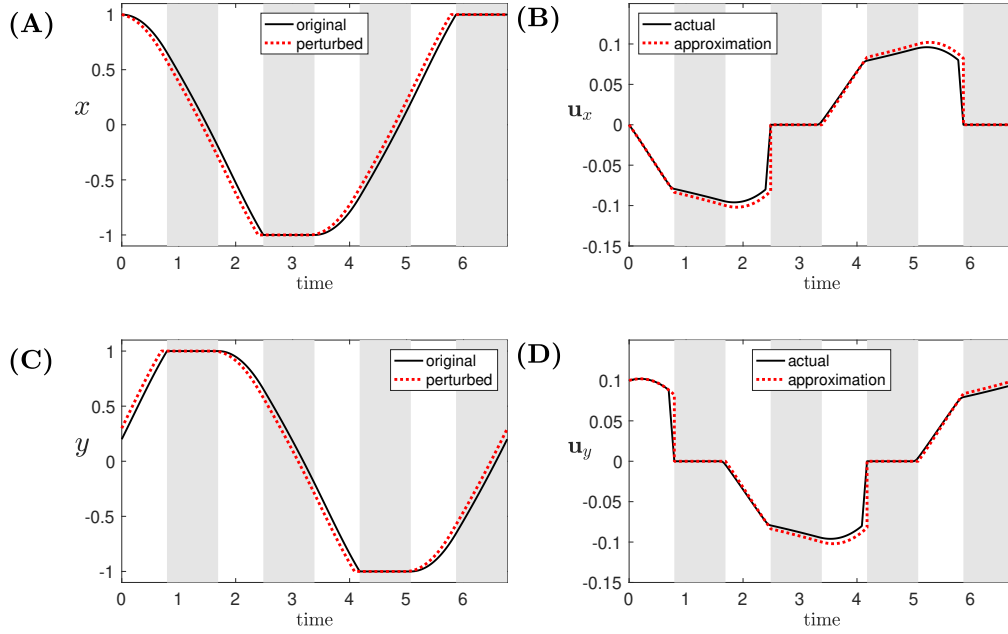 (A)
1
0.5
0
-0.5
-1
x
original
perturbed
0 1 2 3 4 5 6
time
(B)
0.1
0.05
0
-0.05
-0.1
-0.15
u_x
actual
approximation
0 1 2 3 4 5 6
time
(C)
1
0.5
0
-0.5
-1
y
original
perturbed
0 1 2 3 4 5 6
time
(D)
0.1
0.05
0
-0.05
-0.1
-0.15
u_y
actual
approximation
0 1 2 3 4 5 6
time